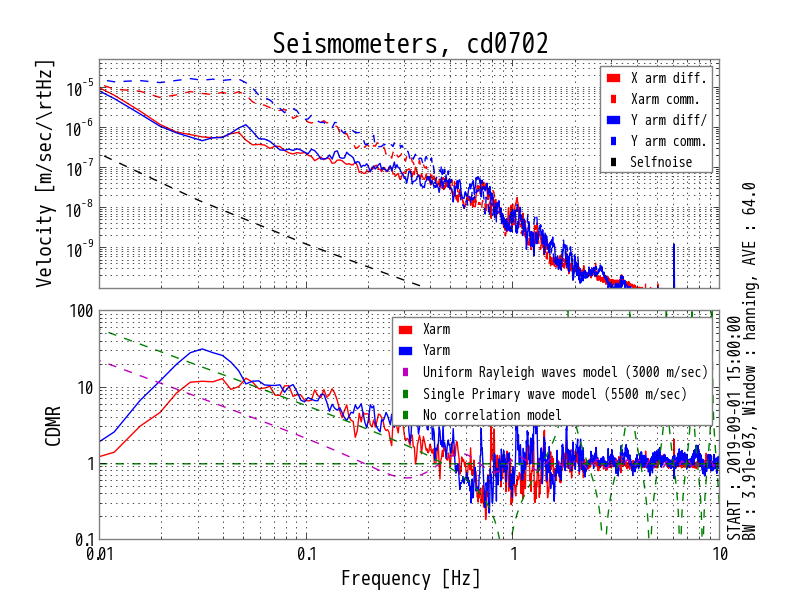 Seismometers, cd0702
Velocity [m/sec/\rtHz]
10^-5
10^-6
10^-7
10^-8
10^-9
X arm diff.
Xarm comm.
Y arm diff/
Y arm comm.
Selfnoise
CDMR
100
10
1
0.1
Xarm
Yarm
Uniform Rayleigh waves model (3000 m/sec)
Single Primary wave model (5500 m/sec)
No correlation model
0.01
0.1
1
10
Frequency [Hz]
START : 2019-09-01 15:00:00
BW : 3.91e-03, Window : hanning, AVE : 64.0